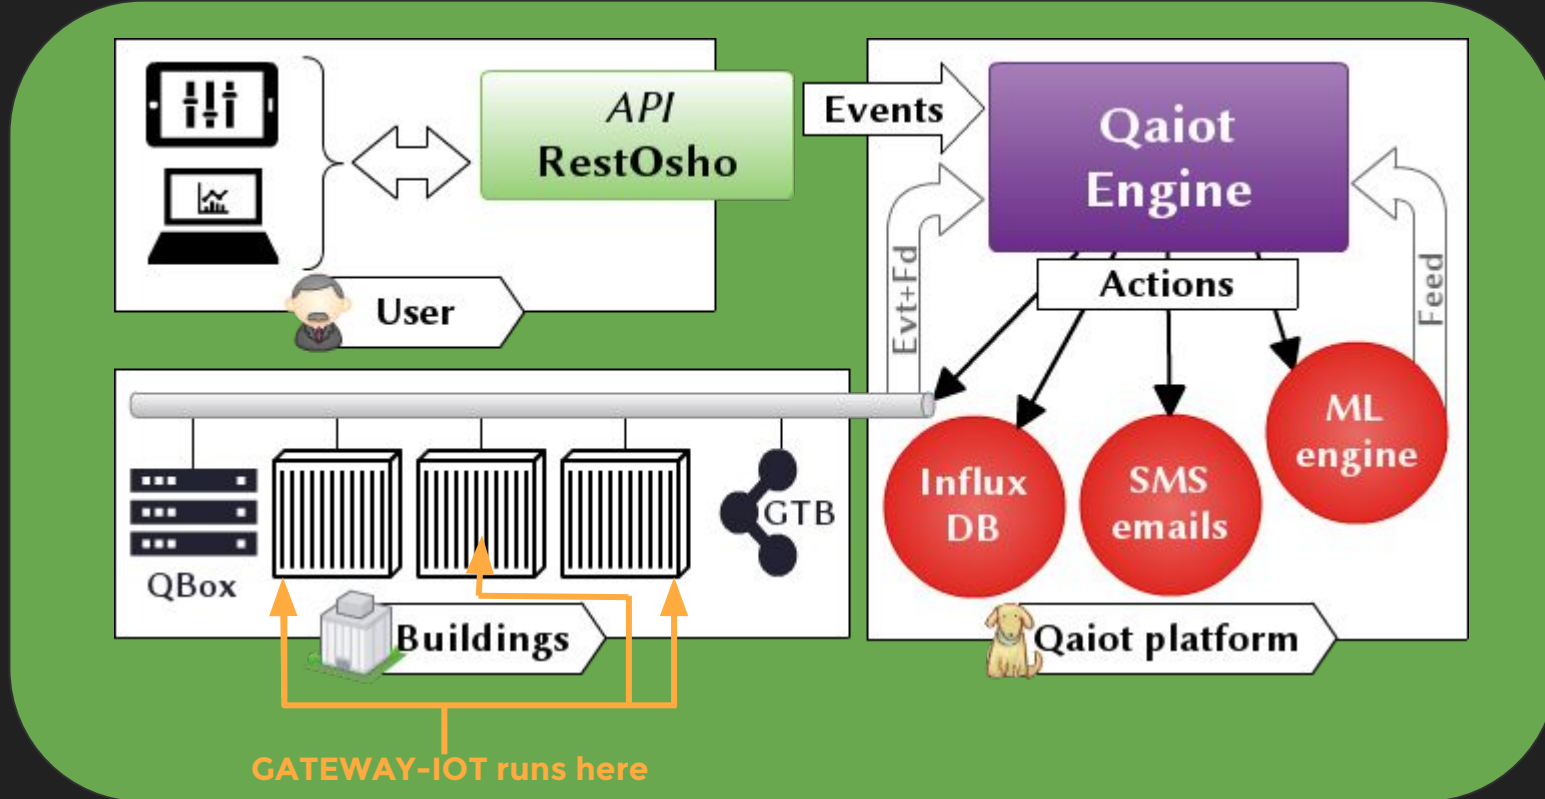 API
RestOsho
Events
Qaiot
Engine
User
Actions
Evt+Fd
Feed
ML
engine
Influx
DB
SMS
emails
QBox
GTB
Buildings
Qaiot platform
GATEWAY-IOT runs here